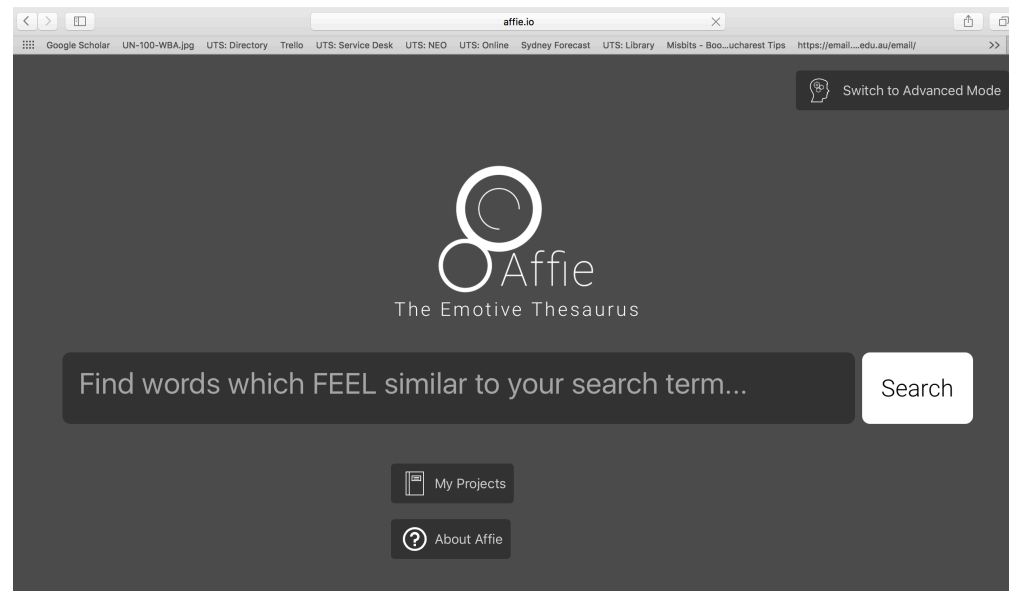 affie.io
Google Scholar UN-100-WBA.jpg UTS: Directory Trello UTS: Service Desk UTS: NEO UTS: Online Sydney Forecast UTS: Library Misbits - Boo...ucharest Tips https://email....edu.au/email/ >>
Switch to Advanced Mode
Affie
The Emotive Thesaurus
Find words which FEEL similar to your search term...
Search
My Projects
? About Affie